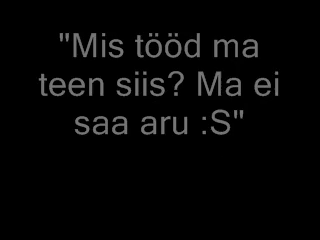 "Mis tööd ma
teen siis? Ma ei
saa aru :S"